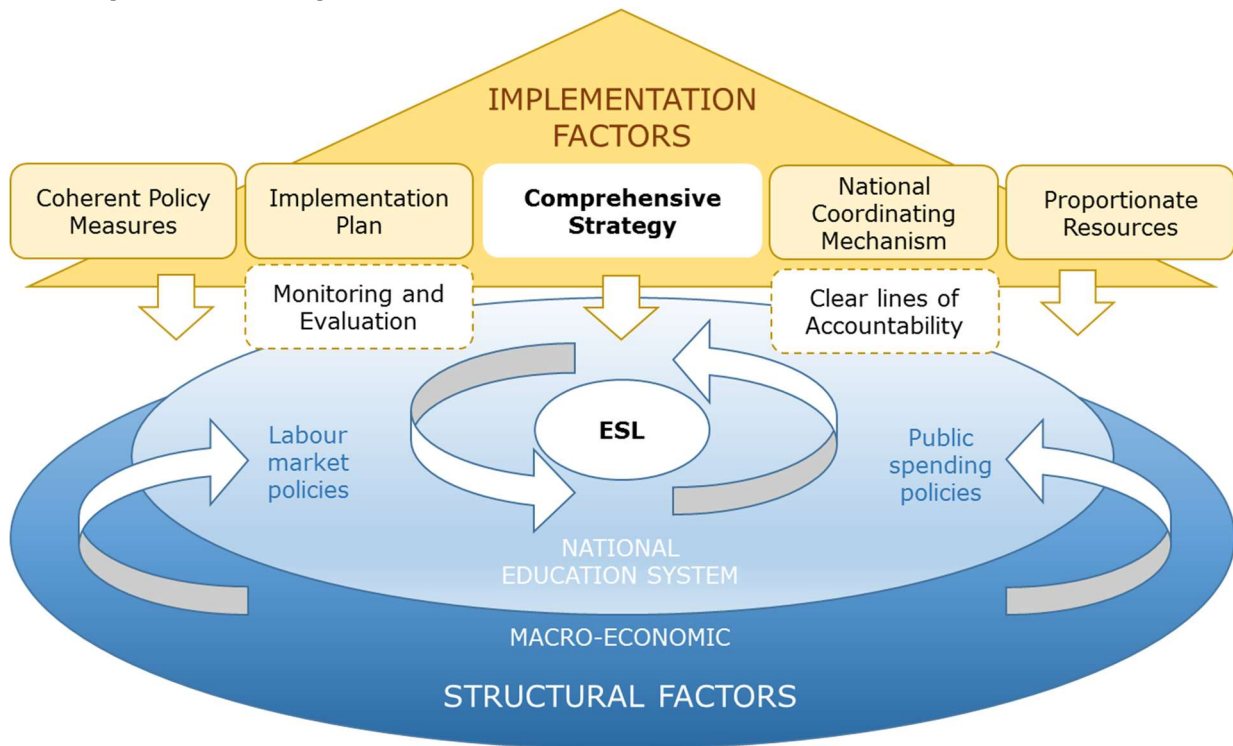 IMPLEMENTATION
FACTORS
Coherent Policy
Measures
Implementation
Plan
Comprehensive
Strategy
National
Coordinating
Mechanism
Proportionate
Resources
Monitoring and
Evaluation
Clear lines of
Accountability
Labour
market
policies
ESL
Public
spending
policies
NATIONAL
EDUCATION SYSTEM
MACRO-ECONOMIC
STRUCTURAL FACTORS